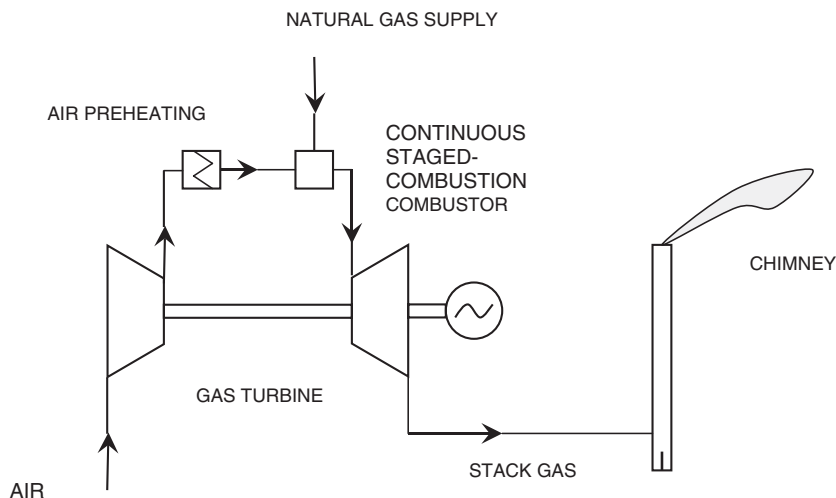 NATURAL GAS SUPPLY
AIR PREHEATING
CONTINUOUS
STAGED-
COMBUSTION
COMBUSTOR
CHIMNEY
GAS TURBINE
STACK GAS
AIR